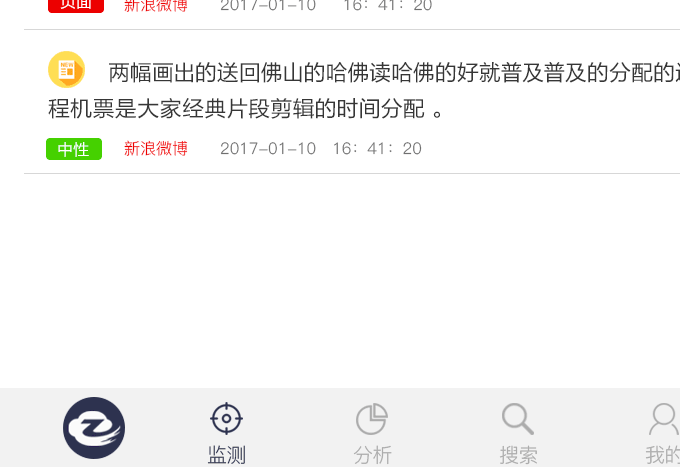 页面 新浪微博 2017-01-10 16：41：20
NEW
两幅画出的送回佛山的哈佛读哈佛的好就普及普及的分配的
程机票是大家经典片段剪辑的时间分配 。
中性 新浪微博 2017-01-10 16：41：20
监测 分析 搜索 我的